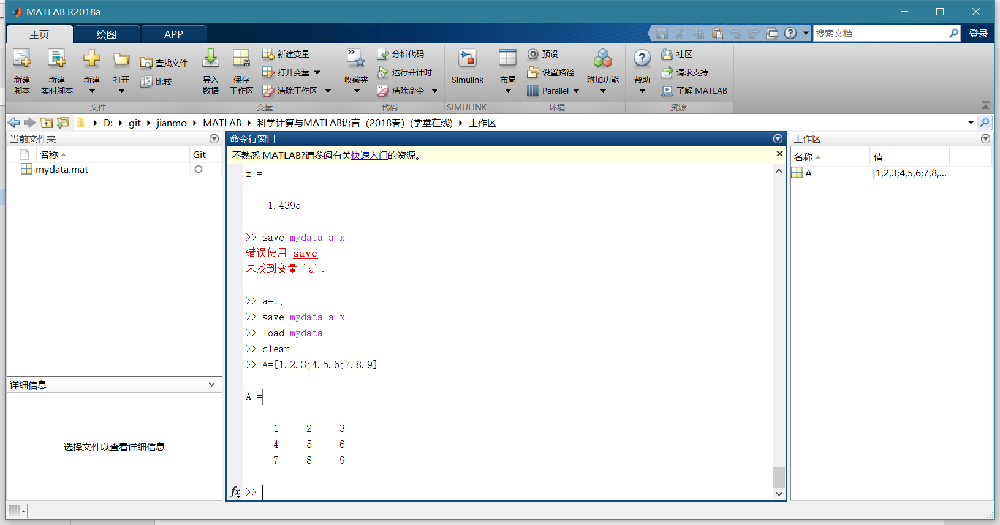 MATLAB R2018a
主页 绘图 APP
搜索文档 登录
新建脚本 新建实时脚本 新建 打开 查找文件 比较
导入数据 保存工作区 新建变量 打开变量 清除工作区
收藏夹 分析代码 运行并计时 清除命令
Simulink
布局 预设 设置路径 Parallel 附加功能
帮助 社区 请求支持 了解 MATLAB
文件 变量 代码 SIMULINK 环境 资源
D: git jianmo MATLAB 科学计算与MATLAB语言（2018春）(学堂在线) 工作区
当前文件夹
名称 Git
mydata.mat
详细信息
选择文件以查看详细信息
命令行窗口
不熟悉 MATLAB?请参阅有关快速入门的资源。
z =
1.4395
>> save mydata a x
错误使用 save
未找到变量 'a'。
>> a=1;
>> save mydata a x
>> load mydata
>> clear
>> A=[1,2,3;4,5,6;7,8,9]
A =
1 2 3
4 5 6
7 8 9
fx >>
工作区
名称 值
A [1,2,3;4,5,6;7,8,...